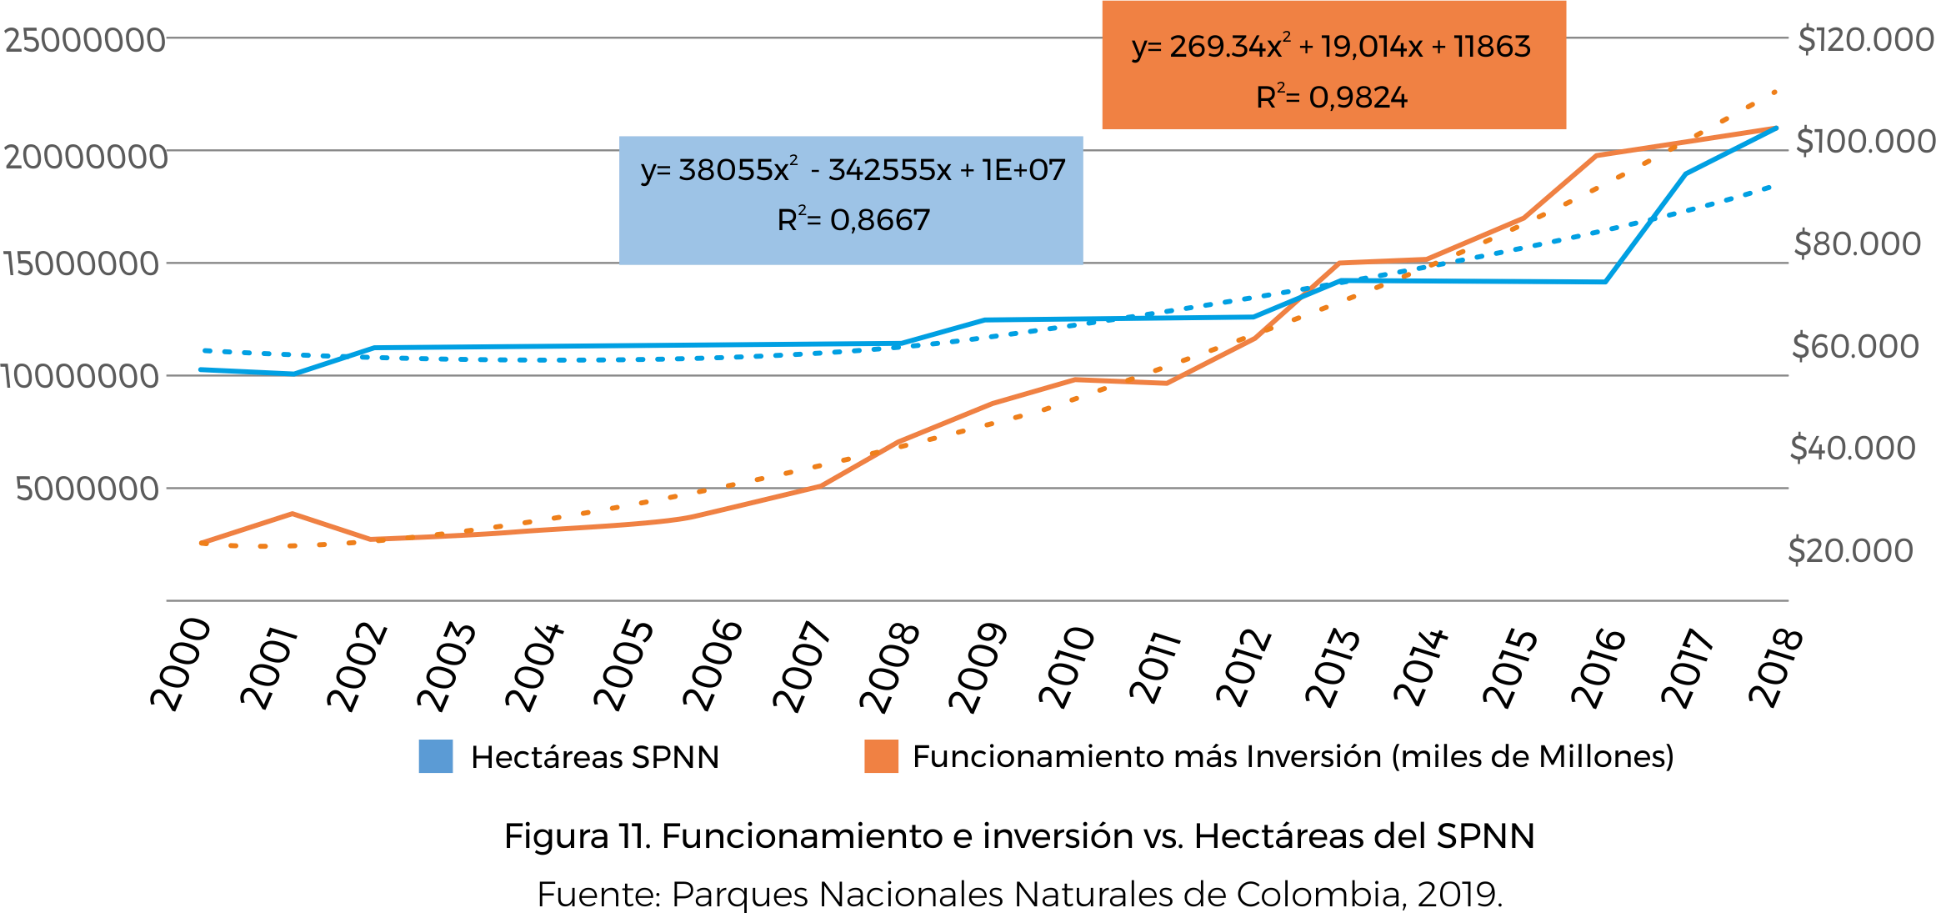 25000000
20000000
15000000
10000000
5000000
y= 38055x² - 342555x + 1E+07
R²= 0,8667
y= 269.34x² + 19,014x + 11863
R²= 0,9824
$120.000
$100.000
$80.000
$60.000
$40.000
$20.000
2000 2001 2002 2003 2004 2005 2006 2007 2008 2009 2010 2011 2012 2013 2014 2015 2016 2017 2018
Hectáreas SPNN
Funcionamiento más Inversión (miles de Millones)
Figura 11. Funcionamiento e inversión vs. Hectáreas del SPNN
Fuente: Parques Nacionales Naturales de Colombia, 2019.